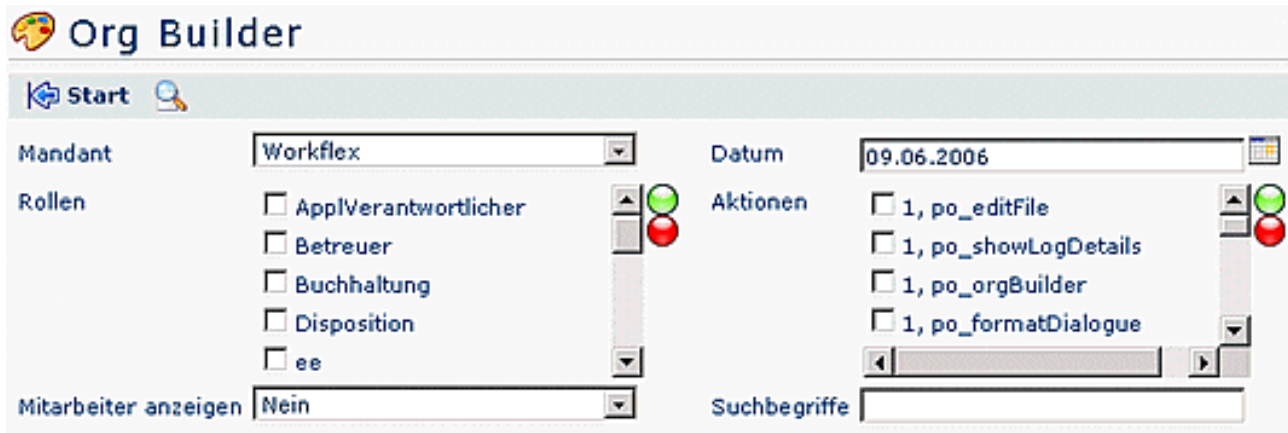 Org Builder
Start
Mandant
Workflex
Datum
09.06.2006
Rollen
ApplVerantwortlicher
Betreuer
Buchhaltung
Disposition
ee
Aktionen
1, po_editFile
1, po_showLogDetails
1, po_orgBuilder
1, po_formatDialogue
Mitarbeiter anzeigen
Nein
Suchbegriffe